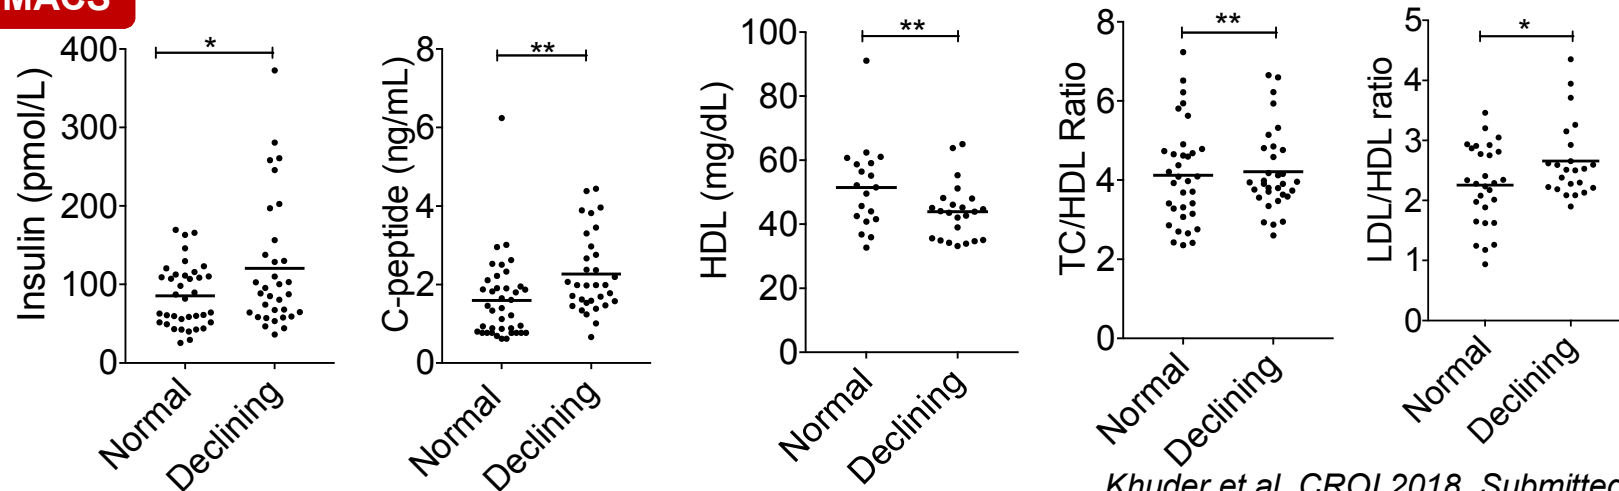 MACS
Insulin (pmol/L)
400
300
200
100
0
*
Normal
Declining
C-peptide (ng/mL)
8
6
4
2
0
**
Normal
Declining
HDL (mg/dL)
100
80
60
40
20
0
**
Normal
Declining
TC/HDL Ratio
8
6
4
2
0
**
Normal
Declining
LDL/HDL ratio
5
4
3
2
1
0
*
Normal
Declining
Khuder et al. CROI 2018. Submitted